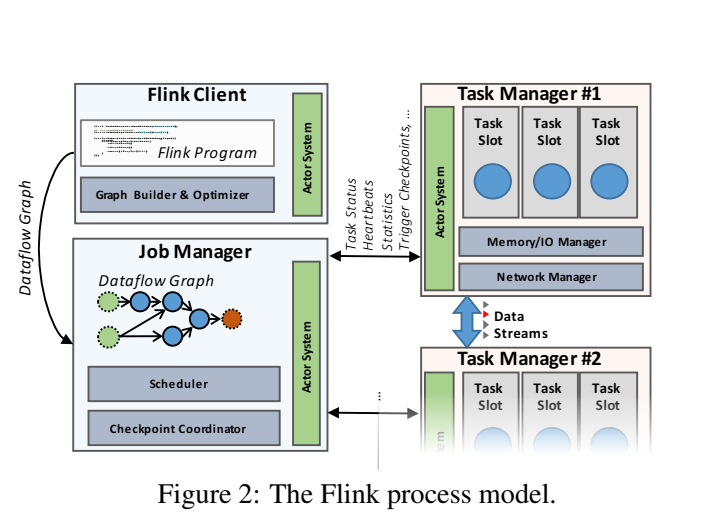 Flink Client
Flink Program
Graph Builder & Optimizer
Actor System
Dataflow Graph
Job Manager
Dataflow Graph
Scheduler
Checkpoint Coordinator
Actor System
Task Status
Heartbeats
Statistics
Trigger Checkpoints, ...
...
Task Manager #1
Actor System
Task Slot
Task Slot
Task Slot
Memory/IO Manager
Network Manager
Data
Streams
Task Manager #2
Task Slot
Task Slot
Task Slot
Figure 2: The Flink process model.